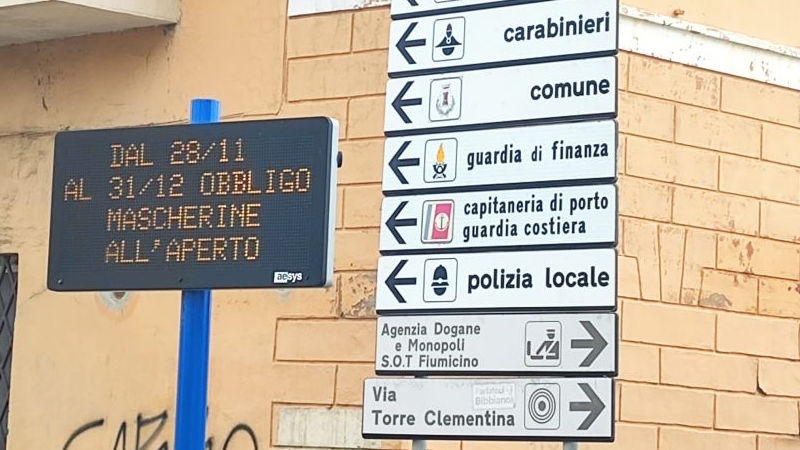 DAL 28/11
AL 31/12 OBBLIGO
MASCHERINE
ALL'APERTO
aesys
carabinieri
comune
guardia di finanza
capitaneria di porto
guardia costiera
polizia locale
Agenzia Dogane
e Monopoli
S.O.T Fiumicino
Via
Torre Clementina
Bibbiano